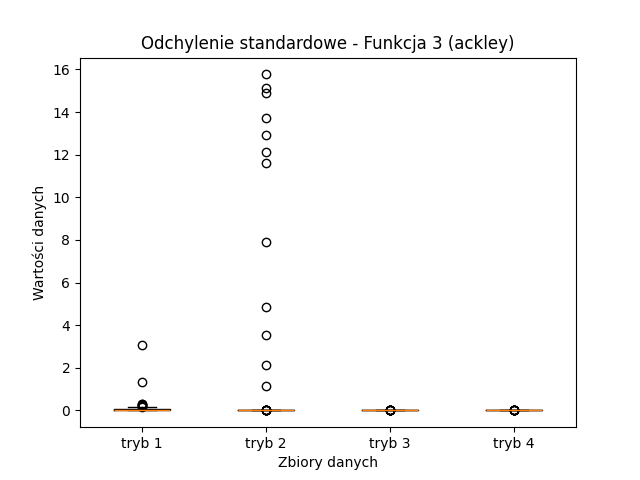 Odchylenie standardowe - Funkcja 3 (ackley)
Wartości danych
16
14
12
10
8
6
4
2
0
tryb 1 tryb 2 tryb 3 tryb 4
Zbiory danych